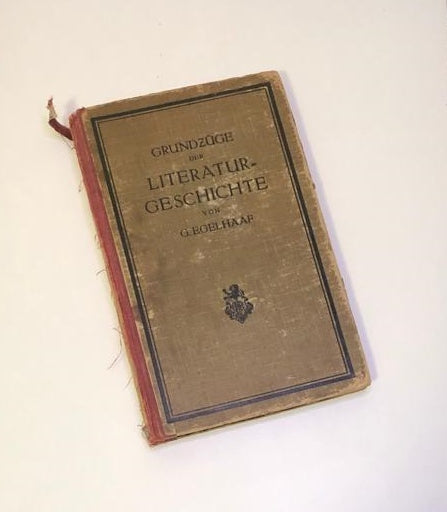 GRUNDZÜGE
DER
LITERATUR-
GESCHICHTE
VON
G. EGELHAAF